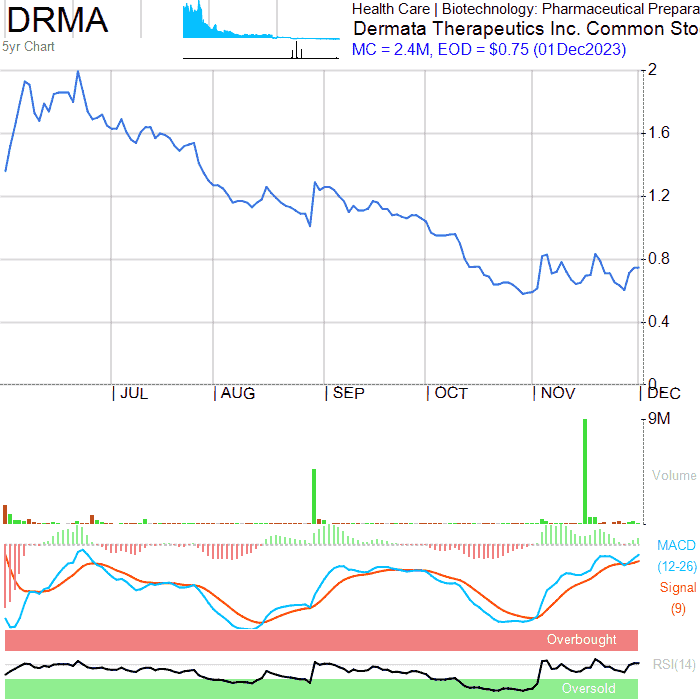 DRMA
5yr Chart
Health Care | Biotechnology: Pharmaceutical Prepara
Dermata Therapeutics Inc. Common Sto
MC = 2.4M, EOD = $0.75 (01Dec2023)
2
1.6
1.2
0.8
0.4
0
| JUL | AUG | SEP | OCT | NOV | DEC
9M
Volume
MACD
(12-26)
Signal
(9)
Overbought
RSI(14)
Oversold